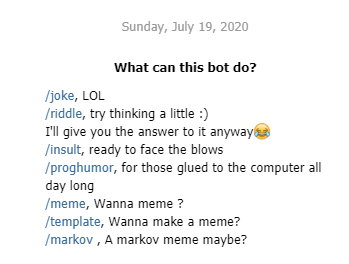 Sunday, July 19, 2020
What can this bot do?
/joke, LOL
/riddle, try thinking a little :)
I'll give you the answer to it anyway😂
/insult, ready to face the blows
/proghumor, for those glued to the computer all
day long
/meme, Wanna meme ?
/template, Wanna make a meme?
/markov , A markov meme maybe?